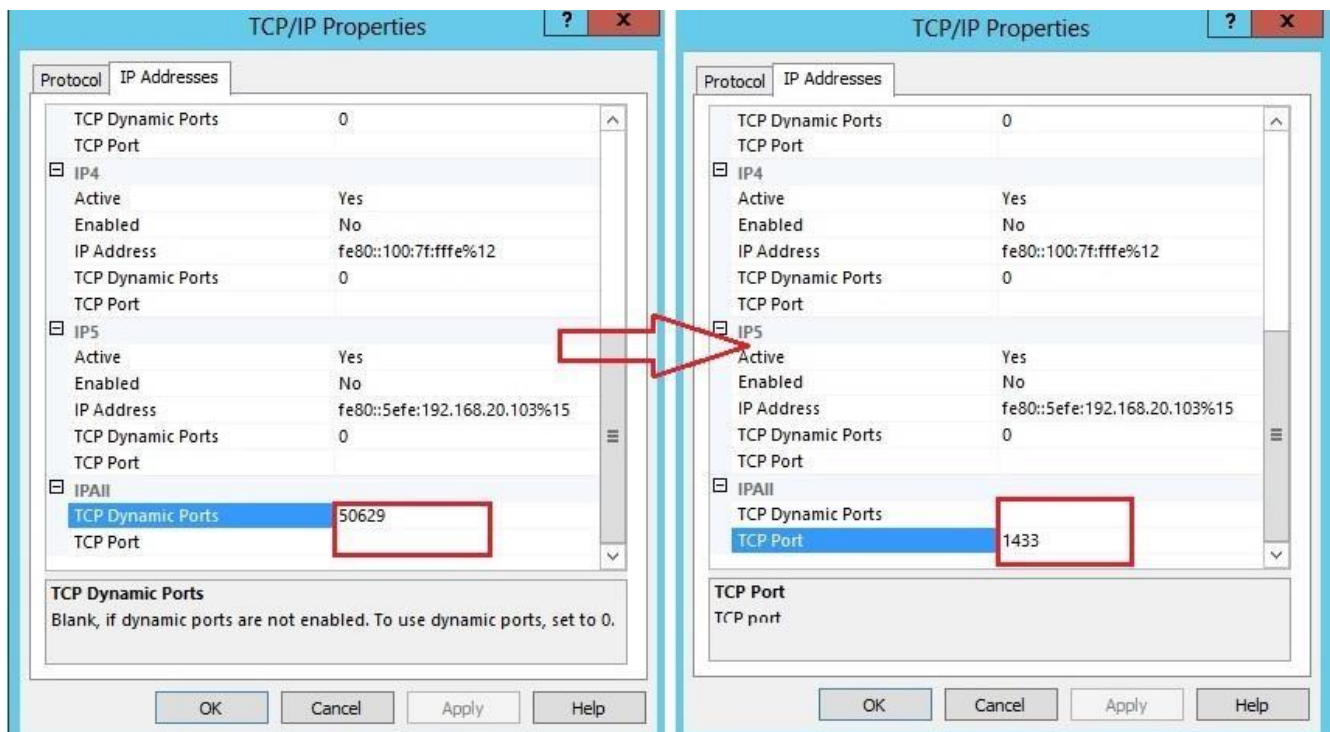 TCP/IP Properties
? x
Protocol IP Addresses
TCP Dynamic Ports 0
TCP Port
IP4
Active Yes
Enabled No
IP Address fe80::100:7f:fffe%12
TCP Dynamic Ports 0
TCP Port
IP5
Active Yes
Enabled No
IP Address fe80::5efe:192.168.20.103%15
TCP Dynamic Ports 0
TCP Port
IPAll
TCP Dynamic Ports 50629
TCP Port
TCP Dynamic Ports
Blank, if dynamic ports are not enabled. To use dynamic ports, set to 0.
OK Cancel Apply Help
TCP/IP Properties
? x
Protocol IP Addresses
TCP Dynamic Ports 0
TCP Port
IP4
Active Yes
Enabled No
IP Address fe80::100:7f:fffe%12
TCP Dynamic Ports 0
TCP Port
IP5
Active Yes
Enabled No
IP Address fe80::5efe:192.168.20.103%15
TCP Dynamic Ports 0
TCP Port
IPAll
TCP Dynamic Ports
TCP Port 1433
TCP Port
TCP port
OK Cancel Apply Help